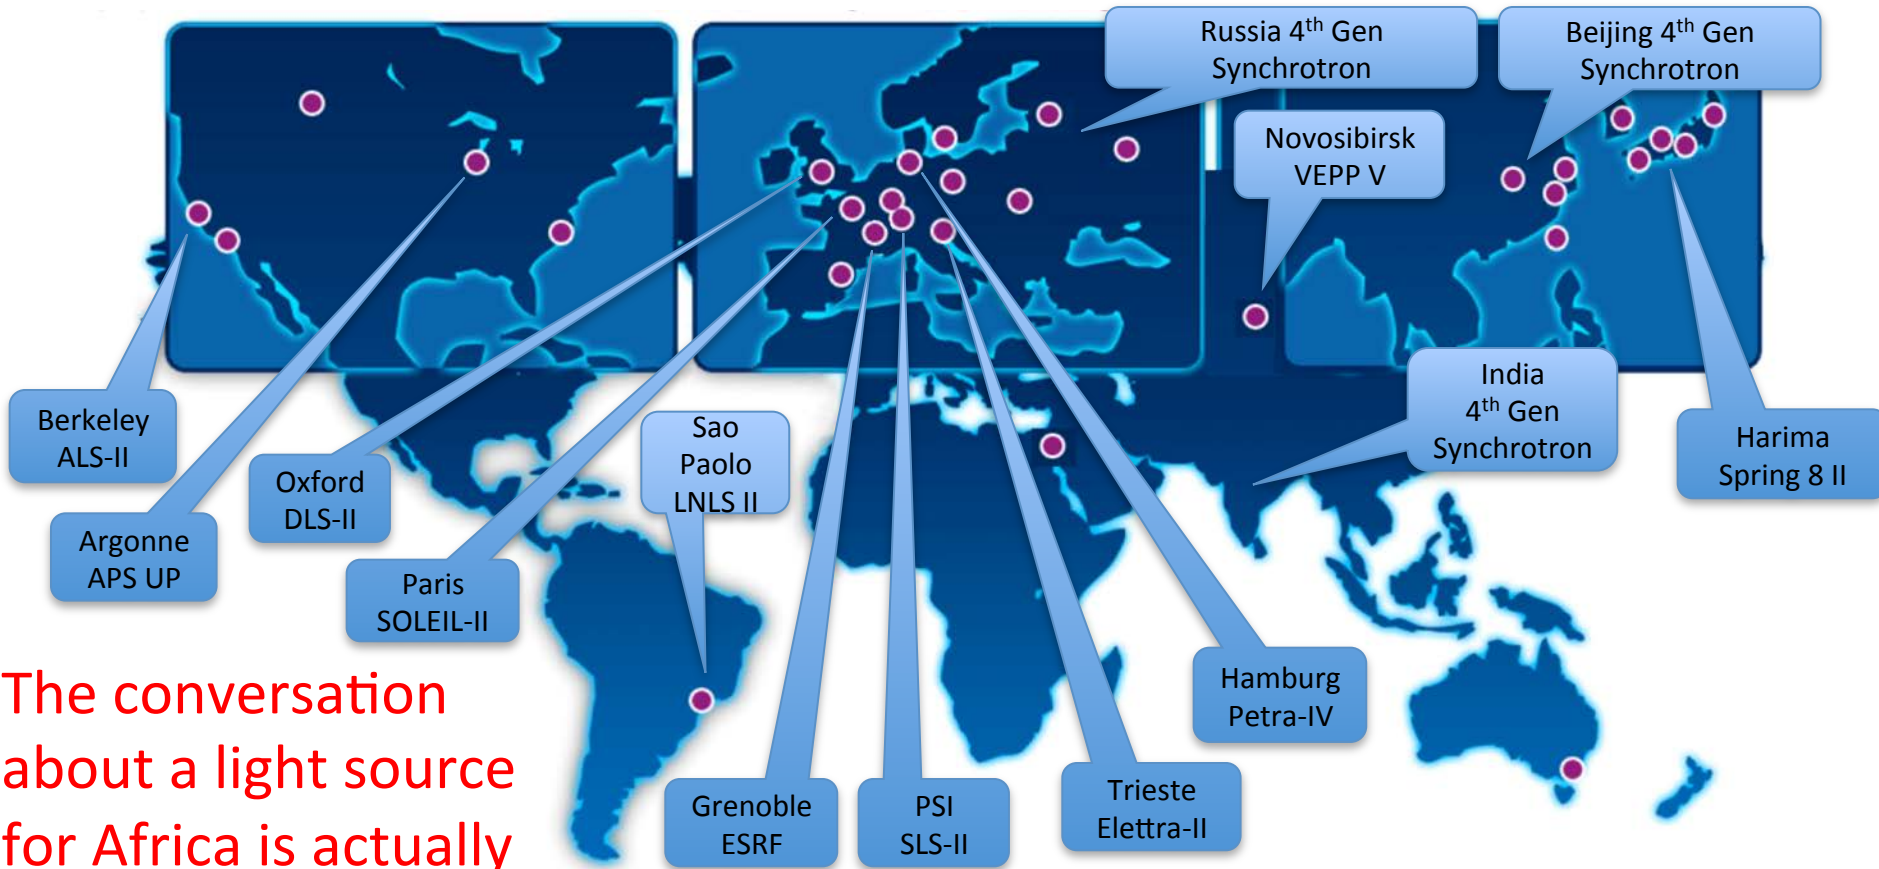 Russia 4th Gen
Synchrotron
Beijing 4th Gen
Synchrotron
Novosibirsk
VEPP V
Berkeley
ALS-II
Argonne
APS UP
Oxford
DLS-II
Paris
SOLEIL-II
Sao
Paolo
LNLS II
India
4th Gen
Synchrotron
Harima
Spring 8 II
Hamburg
Petra-IV
Grenoble
ESRF
PSI
SLS-II
Trieste
Elettra-II
The conversation
about a light source
for Africa is actually